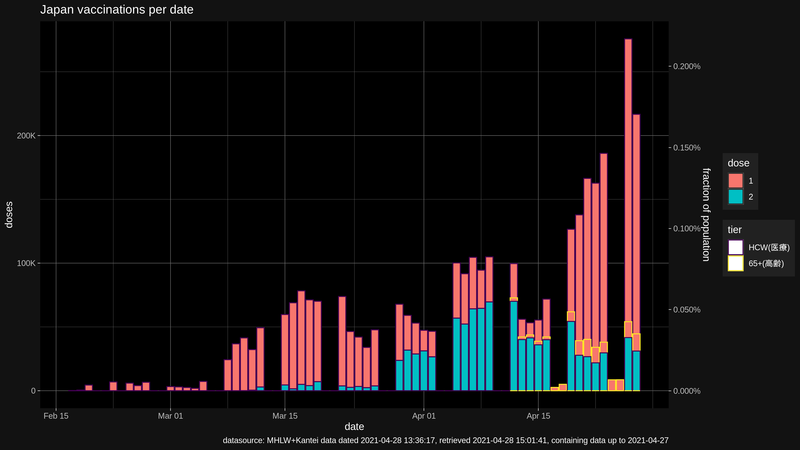 Japan vaccinations per date
200K
100K
0
doses
Feb 15
Mar 01
Mar 15
Apr 01
Apr 15
date
0.200%
0.150%
0.100%
0.050%
0.000%
fraction of population
dose
1
2
tier
HCW(医療)
65+(高齢)
datasource: MHLW+Kantei data dated 2021-04-28 13:36:17, retrieved 2021-04-28 15:01:41, containing data up to 2021-04-27